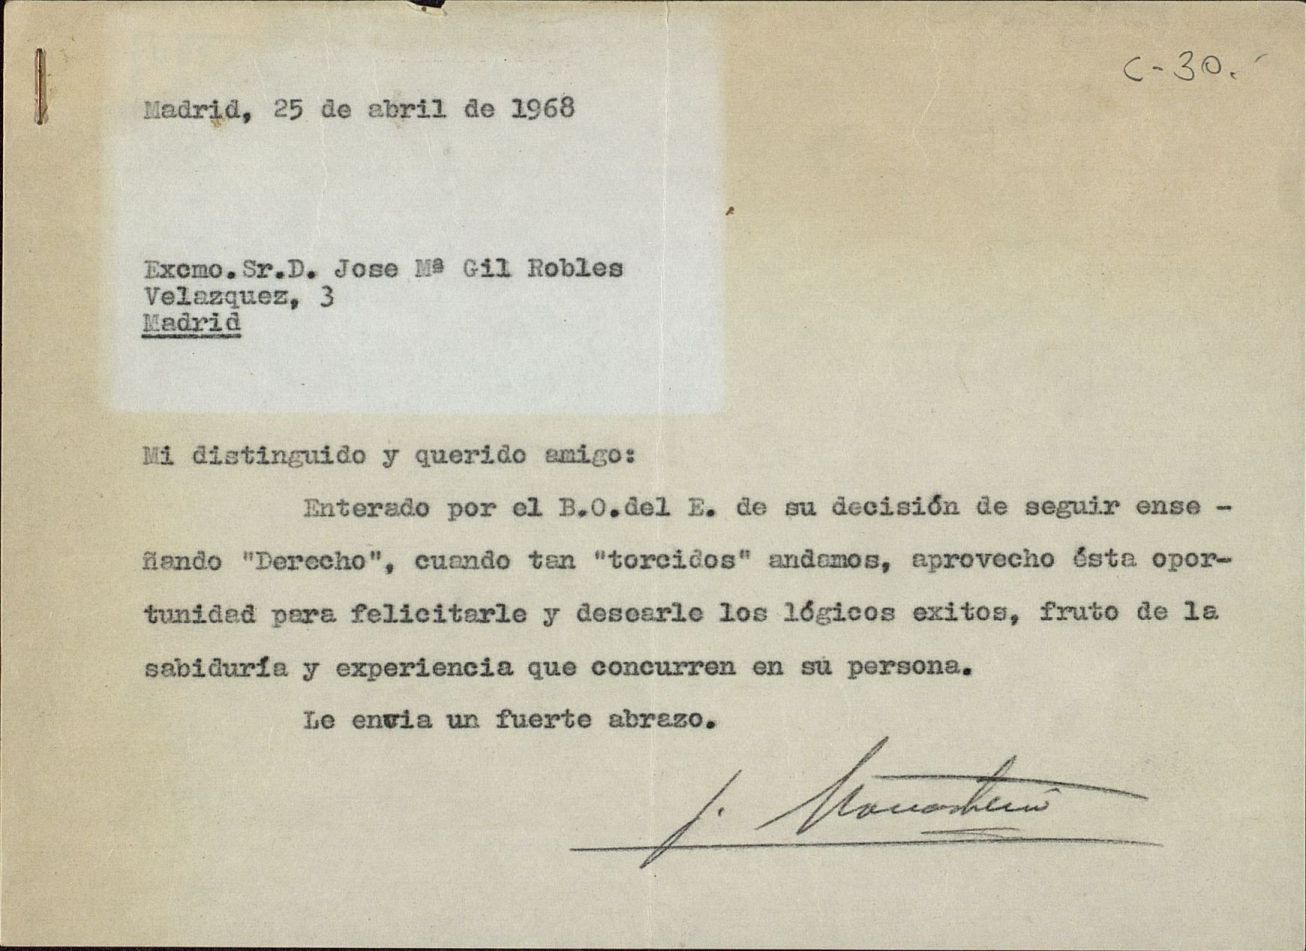 C-30.
Madrid, 25 de abril de 1968
Excmo.Sr.D. Jose Mª Gil Robles
Velazquez, 3
Madrid
Mi distinguido y querido amigo:
Enterado por el B.O.del E. de su decisión de seguir ense -
ñando "Derecho", cuando tan "torcidos" andamos, aprovecho ésta opor-
tunidad para felicitarle y desearle los lógicos exitos, fruto de la
sabiduría y experiencia que concurren en su persona.
Le envia un fuerte abrazo.
J.